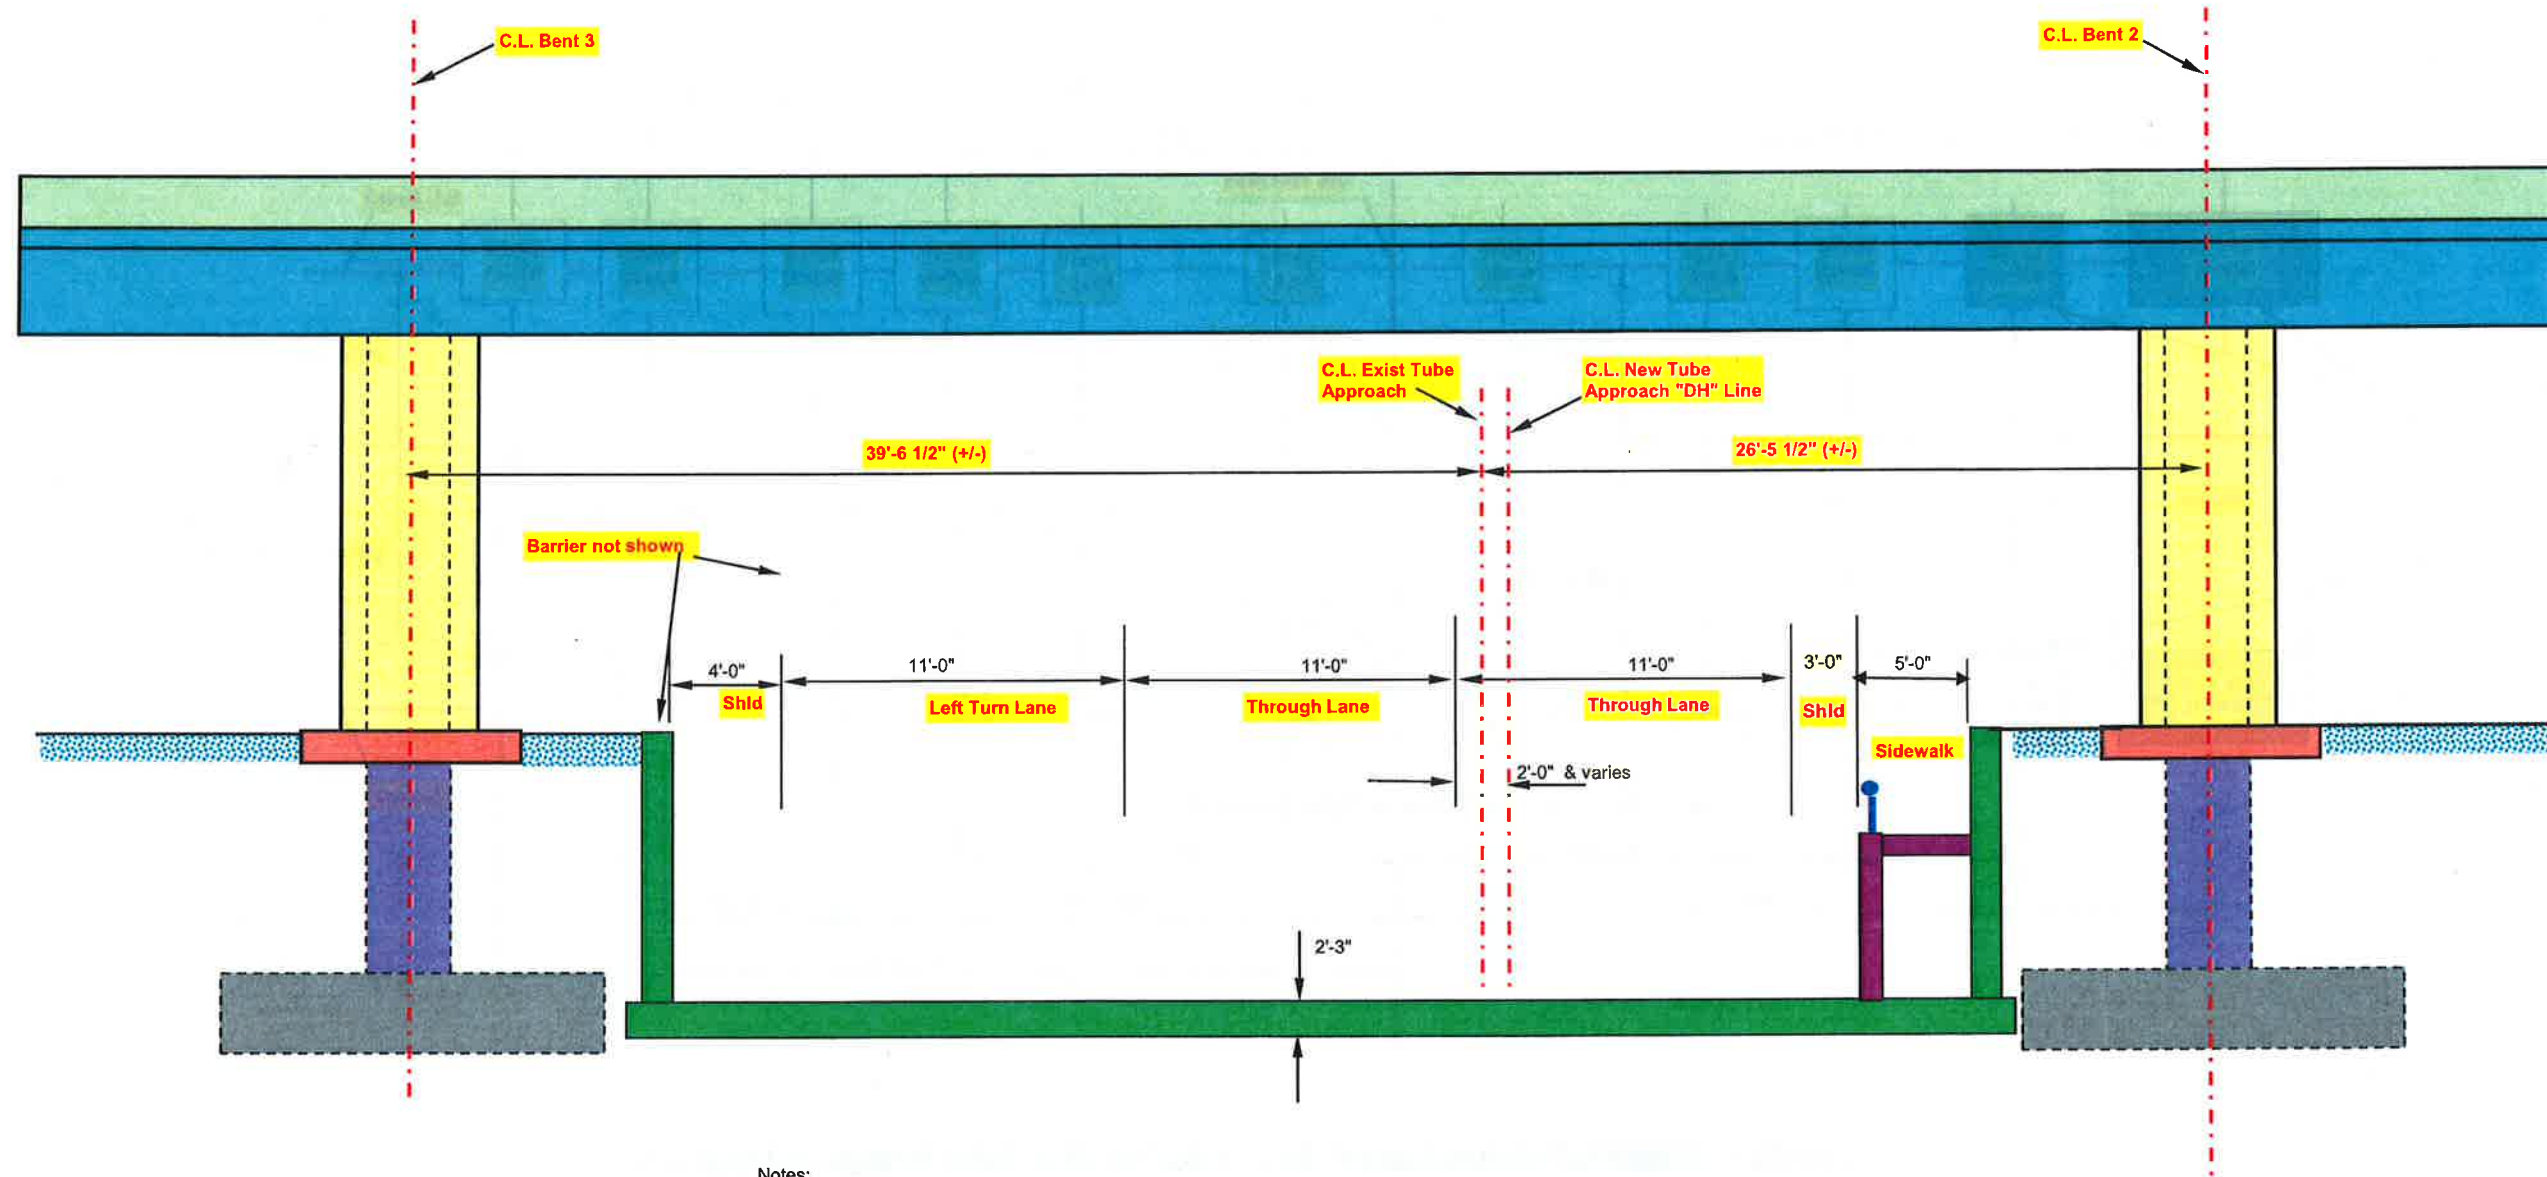 C.L. Bent 3
C.L. Bent 2
C.L. Exist Tube
Approach
C.L. New Tube
Approach "DH" Line
39'-6 1/2" (+/-)
26'-5 1/2" (+/-)
Barrier not shown
4'-0"
11'-0"
11'-0"
11'-0"
3'-0"
5'-0"
Shld
Left Turn Lane
Through Lane
Through Lane
Shld
Sidewalk
2'-0" & varies
2'-3"
Notes: